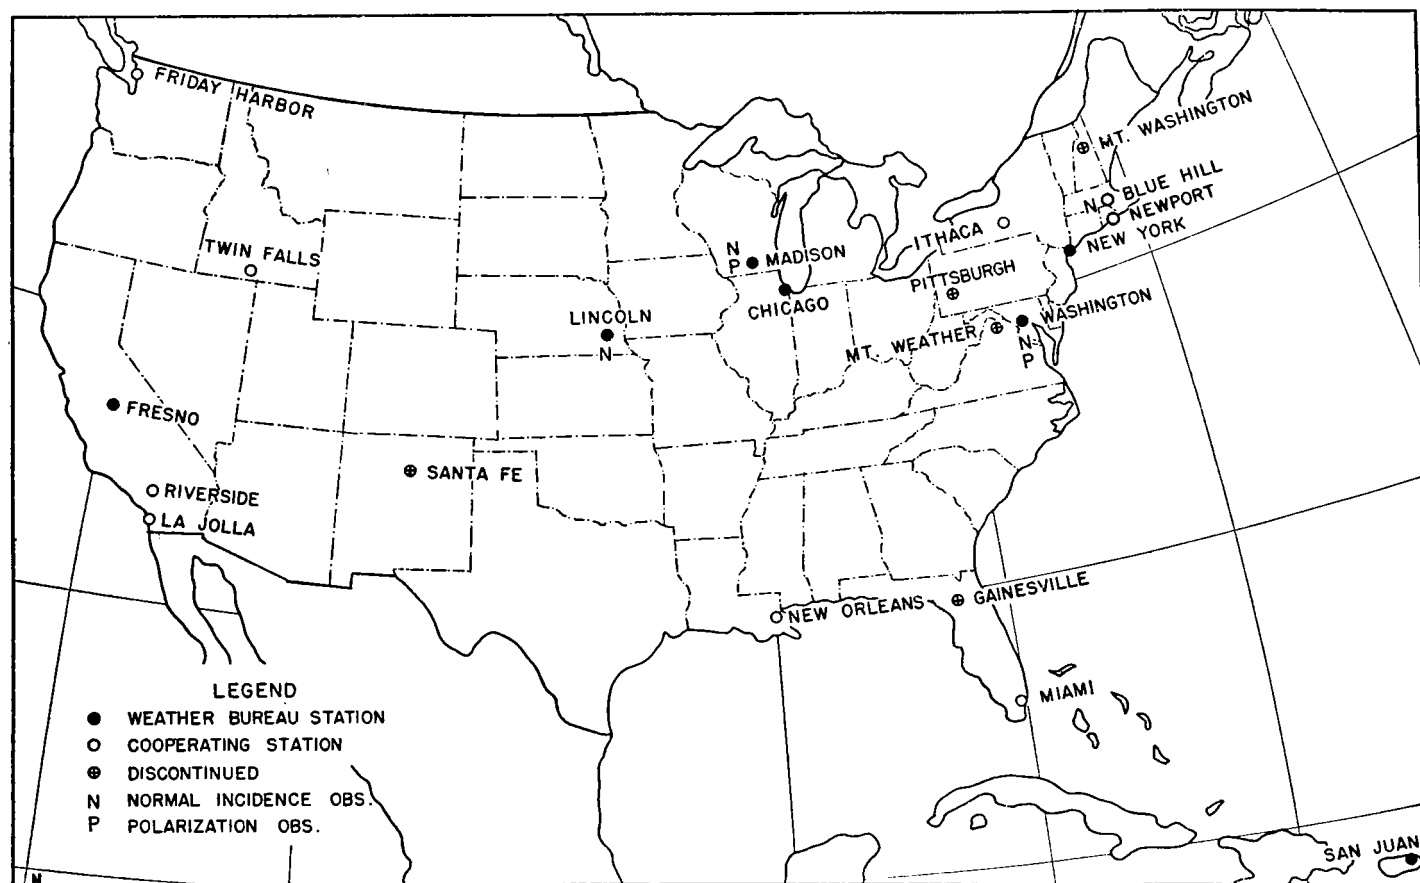 FRIDAY HARBOR
MT. WASHINGTON
N BLUE HILL
NEWPORT
ITHACA
NEW YORK
TWIN FALLS
N
P MADISON
PITTSBURGH
CHICAGO
WASHINGTON
N
P
LINCOLN
N
MT. WEATHER
FRESNO
SANTA FE
RIVERSIDE
LA JOLLA
NEW ORLEANS
GAINESVILLE
MIAMI
LEGEND
WEATHER BUREAU STATION
COOPERATING STATION
DISCONTINUED
N NORMAL INCIDENCE OBS.
P POLARIZATION OBS.
SAN JUAN
N